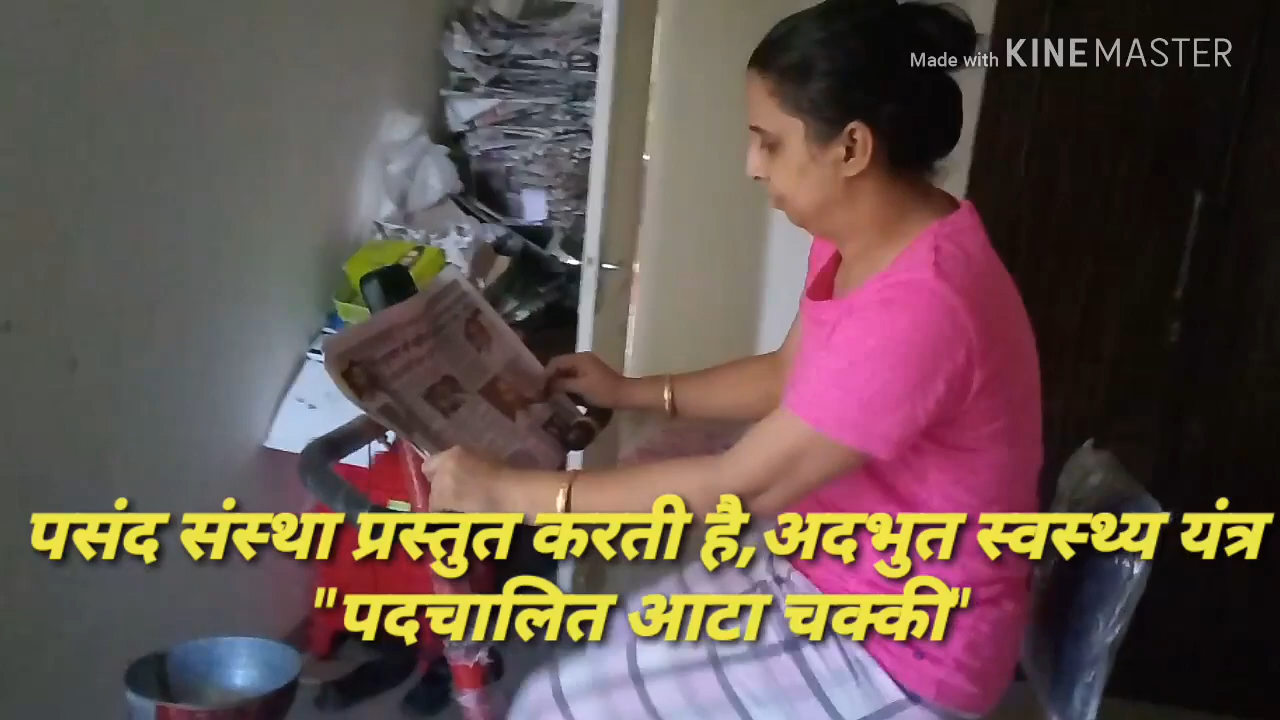 Made with KINEMASTER
पसंद संस्था प्रस्तुत करती है,अदभुत स्वस्थ्य यंत्र
"पदचालित आटा चक्की"